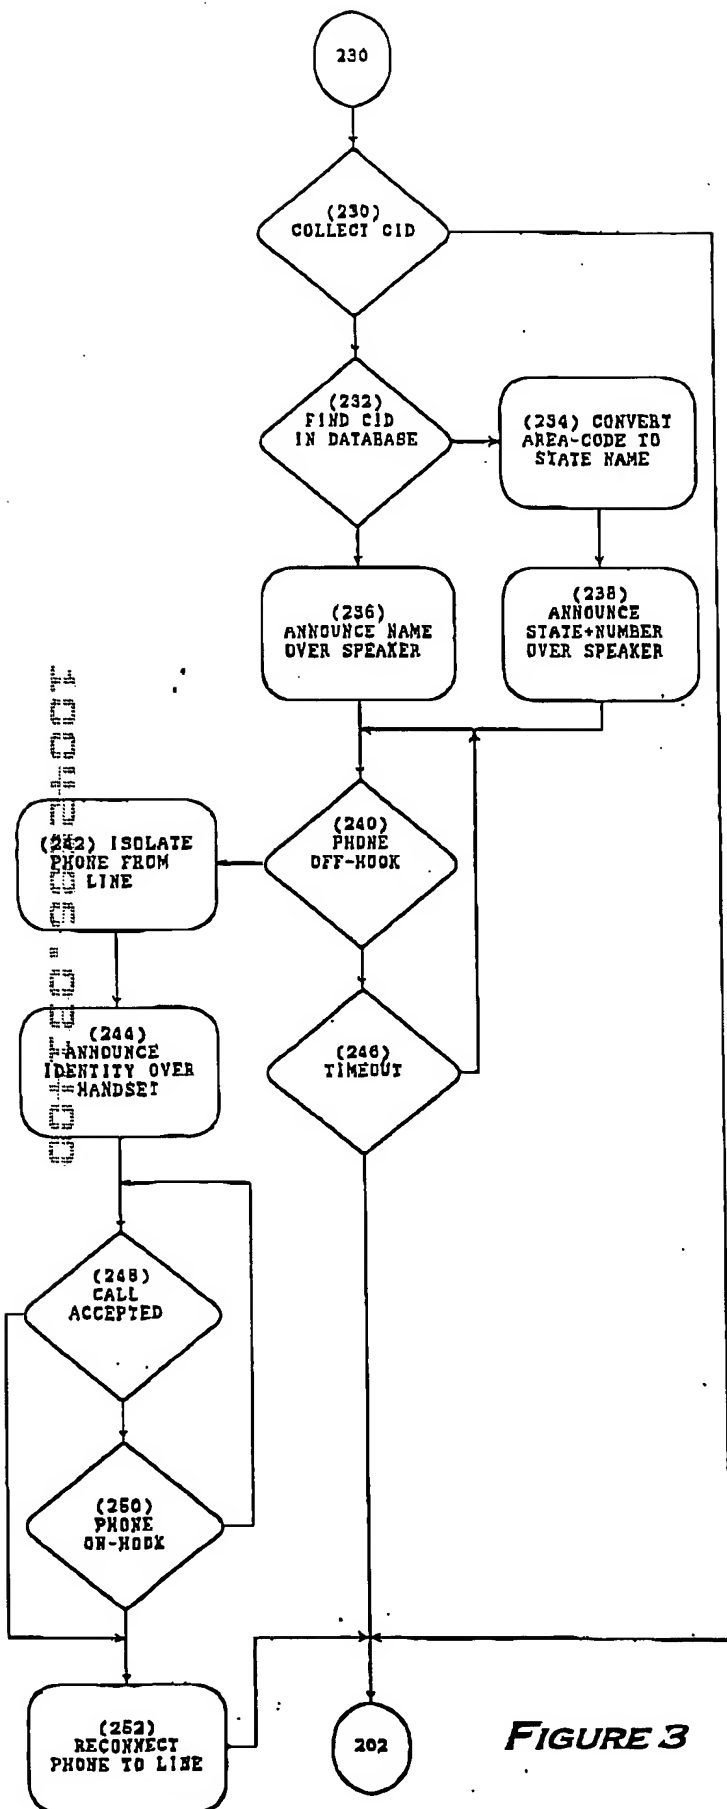 230
(230)
COLLECT CID
(232)
FIND CID
IN DATABASE
(234) CONVERT
AREA-CODE TO
STATE NAME
(236)
ANNOUNCE NAME
OVER SPEAKER
(238)
ANNOUNCE
STATE+NUMBER
OVER SPEAKER
(240)
PHONE
OFF-HOOK
(242) ISOLATE
PHONE FROM
LINE
(244)
ANNOUNCE
IDENTITY OVER
HANDSET
(246)
TIMEOUT
(248)
CALL
ACCEPTED
(250)
PHONE
ON-HOOK
(252)
RECONNECT
PHONE TO LINE
202
FIGURE 3